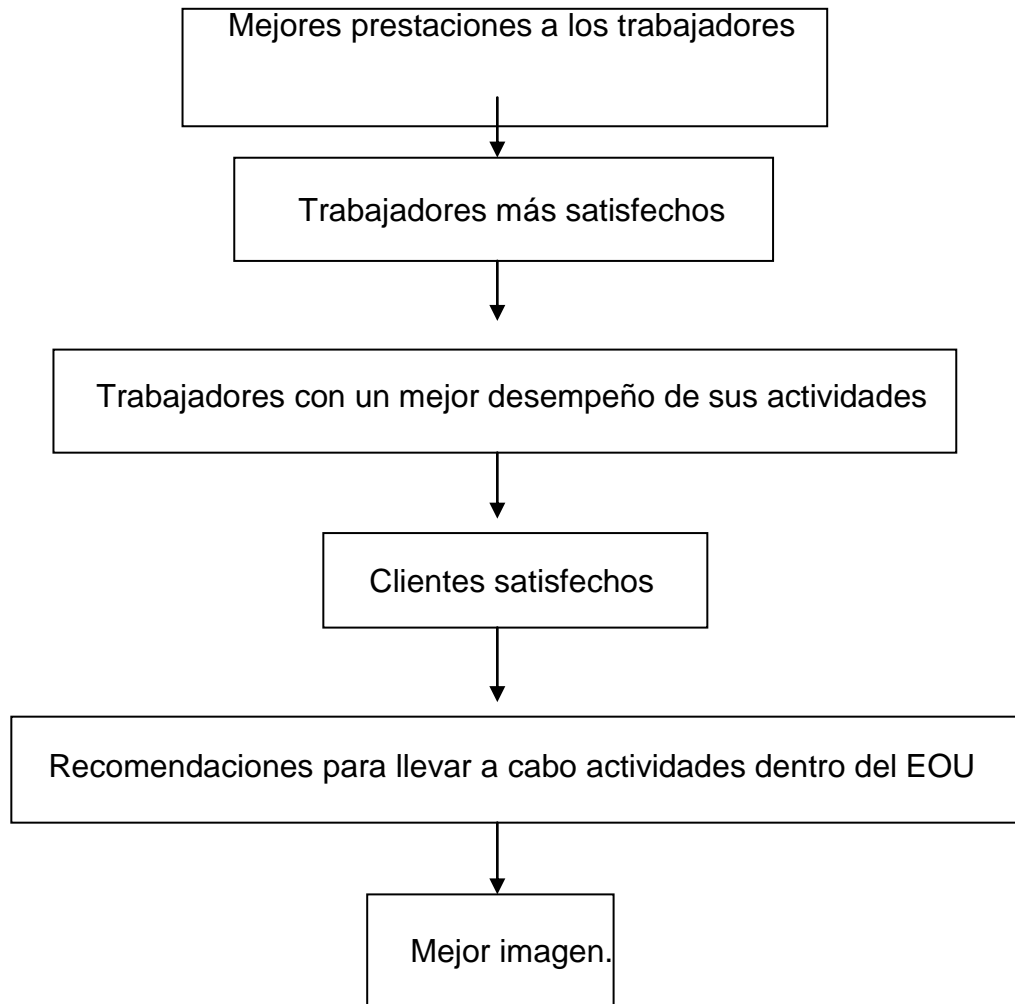 Mejores prestaciones a los trabajadores
Trabajadores más satisfechos
Trabajadores con un mejor desempeño de sus actividades
Clientes satisfechos
Recomendaciones para llevar a cabo actividades dentro del EOU
Mejor imagen.